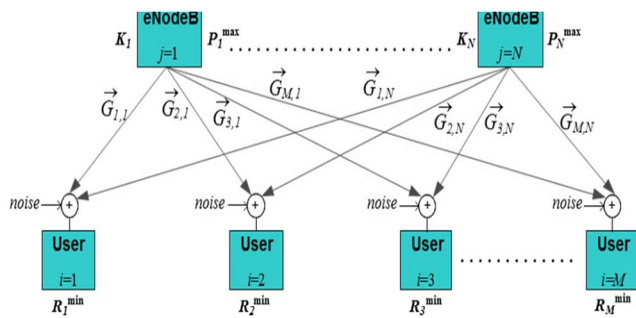 eNodeB
eNodeB
K1 j=1 P1max
KN j=N PNmax
G1,1 G2,1 G3,1 GM,1 G1,N G2,N G3,N GM,N
noise + noise + noise + noise +
User User User User
i=1 i=2 i=3 i=M
R1min R2min R3min RMmin